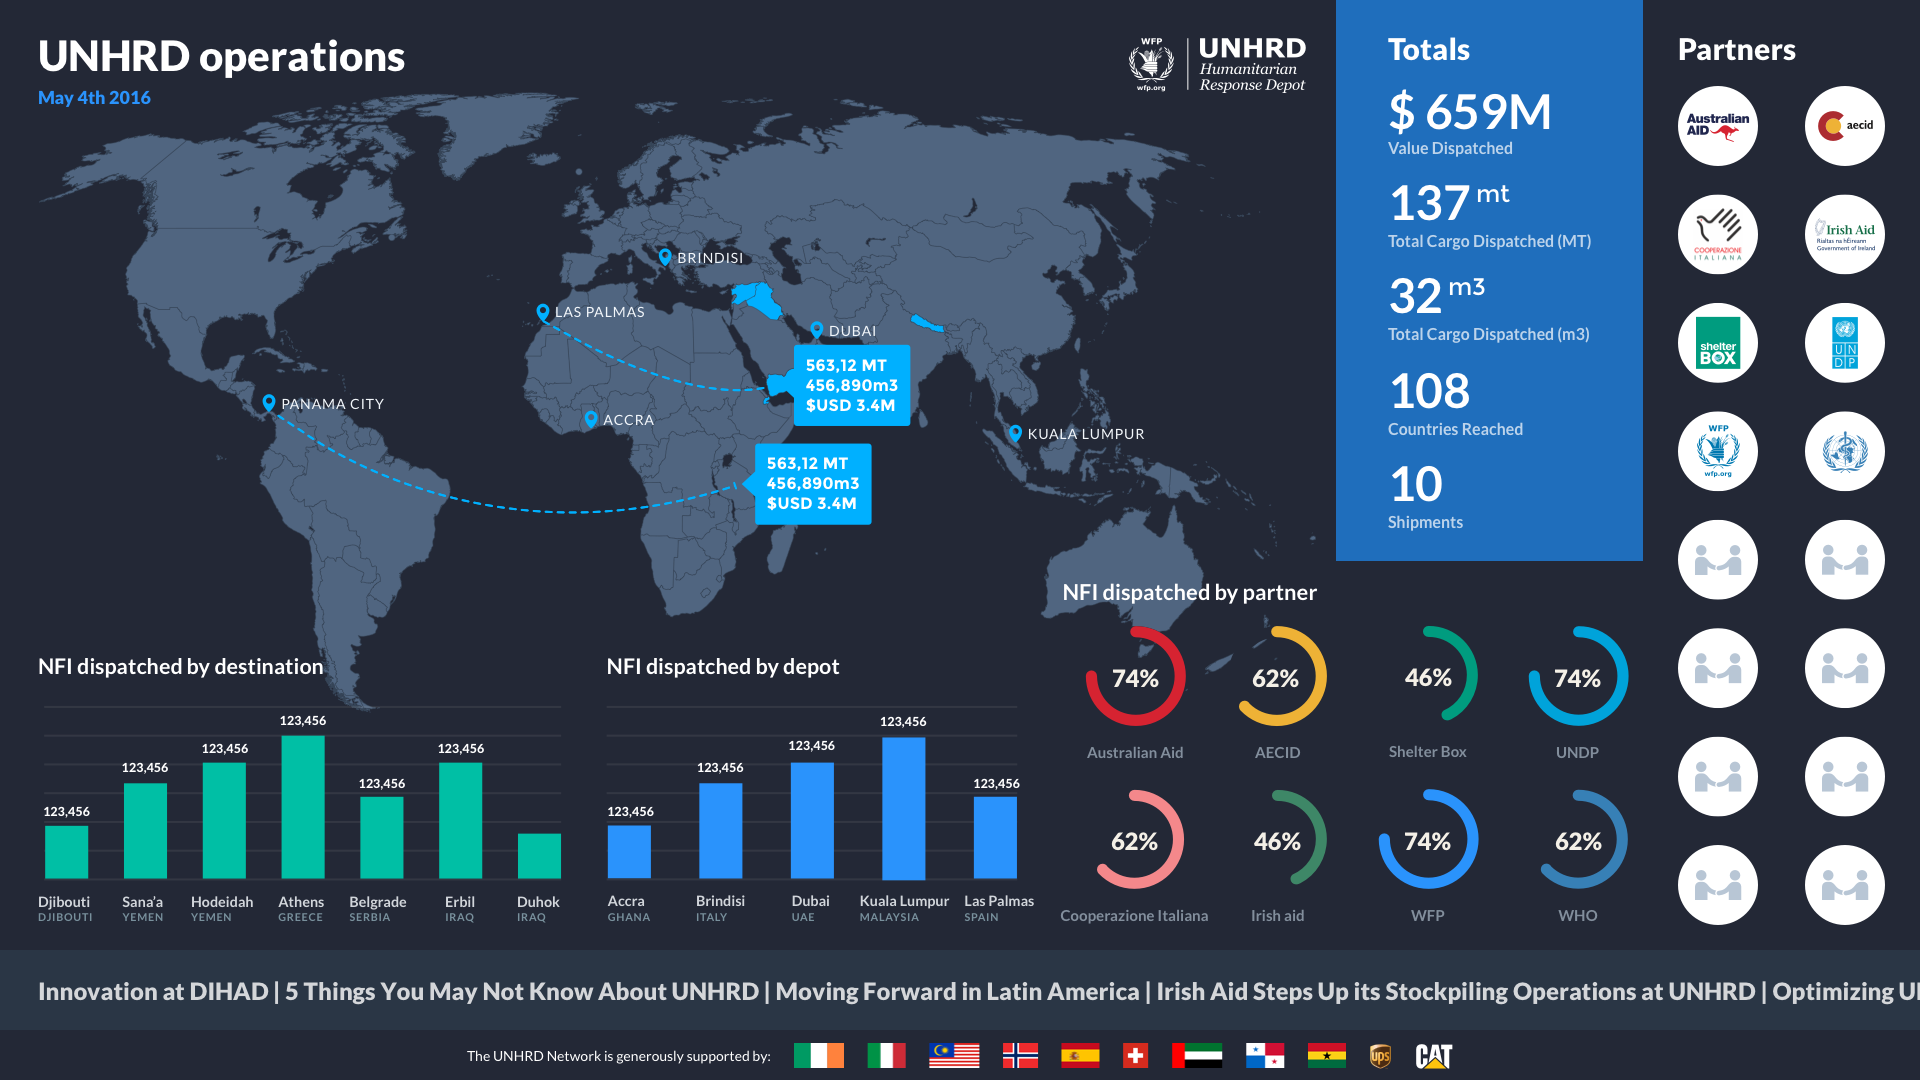 UNHRD operations
May 4th 2016
WFP
wfp.org
UNHRD
Humanitarian
Response Depot
BRINDISI
LAS PALMAS
DUBAI
563,12 MT
456,890m3
$USD 3.4M
PANAMA CITY
ACCRA
KUALA LUMPUR
563,12 MT
456,890m3
$USD 3.4M
Totals
$ 659M
Value Dispatched
137 mt
Total Cargo Dispatched (MT)
32 m3
Total Cargo Dispatched (m3)
108
Countries Reached
10
Shipments
Partners
Australian
AID
aecid
COOPERAZIONE
ITALIANA
Irish Aid
Rialtas na hÉireann
Government of Ireland
shelter
BOX
UN
DP
WFP
wfp.org
NFI dispatched by destination
123,456
123,456
123,456
123,456
123,456
123,456
Djibouti
DJIBOUTI
Sana'a
YEMEN
Hodeidah
YEMEN
Athens
GREECE
Belgrade
SERBIA
Erbil
IRAQ
Duhok
IRAQ
NFI dispatched by depot
123,456
123,456
123,456
123,456
123,456
Accra
GHANA
Brindisi
ITALY
Dubai
UAE
Kuala Lumpur
MALAYSIA
Las Palmas
SPAIN
NFI dispatched by partner
74%
Australian Aid
62%
AECID
46%
Shelter Box
74%
UNDP
62%
Cooperazione Italiana
46%
Irish aid
74%
WFP
62%
WHO
Innovation at DIHAD | 5 Things You May Not Know About UNHRD | Moving Forward in Latin America | Irish Aid Steps Up its Stockpiling Operations at UNHRD | Optimizing
The UNHRD Network is generously supported by:
ups
CAT